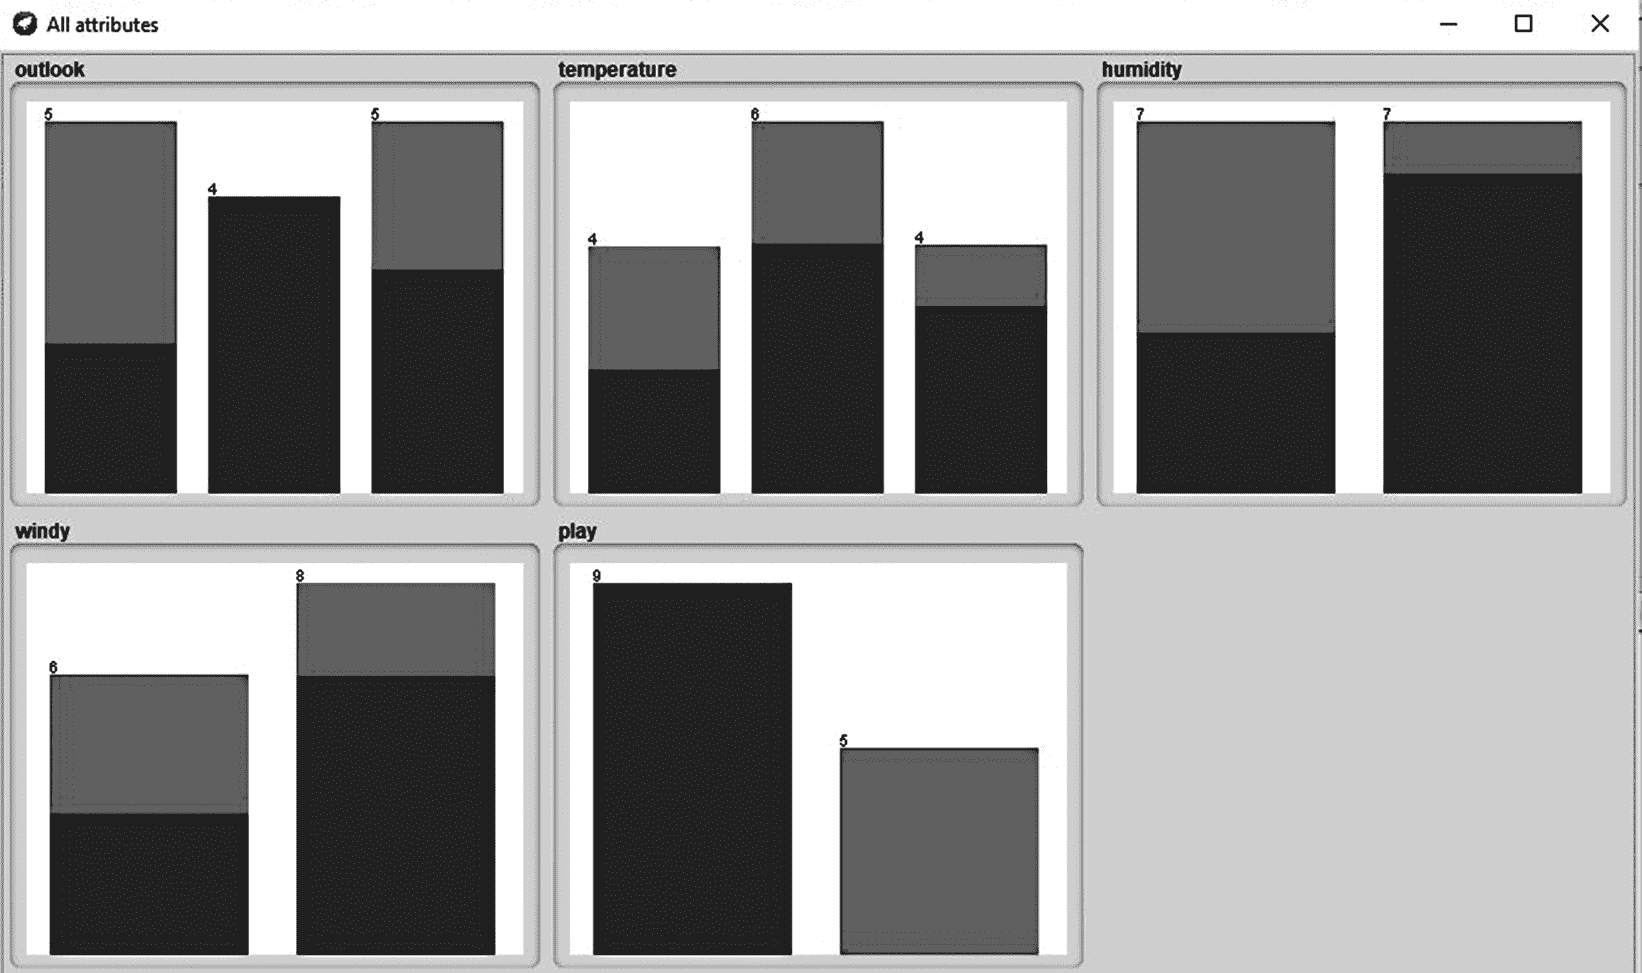 All attributes
outlook temperature humidity
5 5 6 7 7
4 4 4
windy play
8 9
6 5